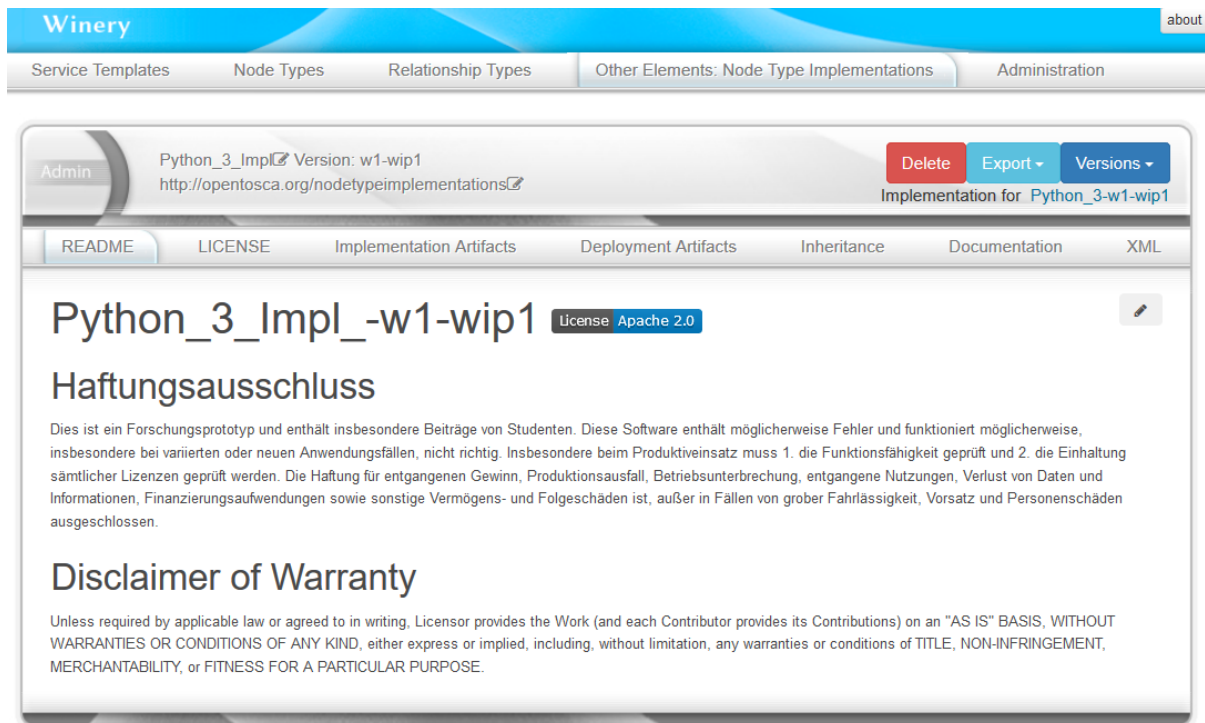 Winery
about
Service Templates Node Types Relationship Types Other Elements: Node Type Implementations Administration
Admin
Python_3_Impl Version: w1-wip1
http://opentosca.org/nodetypeimplementations
Delete Export Versions
Implementation for Python_3-w1-wip1
README LICENSE Implementation Artifacts Deployment Artifacts Inheritance Documentation XML
Python_3_Impl_-w1-wip1 License Apache 2.0
Haftungsausschluss
Dies ist ein Forschungsprototyp und enthält insbesondere Beiträge von Studenten. Diese Software enthält möglicherweise Fehler und funktioniert möglicherweise,
insbesondere bei variierten oder neuen Anwendungsfällen, nicht richtig. Insbesondere beim Produktiveinsatz muss 1. die Funktionsfähigkeit geprüft und 2. die Einhaltung
sämtlicher Lizenzen geprüft werden. Die Haftung für entgangenen Gewinn, Produktionsausfall, Betriebsunterbrechung, entgangene Nutzungen, Verlust von Daten und
Informationen, Finanzierungsaufwendungen sowie sonstige Vermögens- und Folgeschäden ist, außer in Fällen von grober Fahrlässigkeit, Vorsatz und Personenschäden
ausgeschlossen.
Disclaimer of Warranty
Unless required by applicable law or agreed to in writing, Licensor provides the Work (and each Contributor provides its Contributions) on an "AS IS" BASIS, WITHOUT
WARRANTIES OR CONDITIONS OF ANY KIND, either express or implied, including, without limitation, any warranties or conditions of TITLE, NON-INFRINGEMENT,
MERCHANTABILITY, or FITNESS FOR A PARTICULAR PURPOSE.